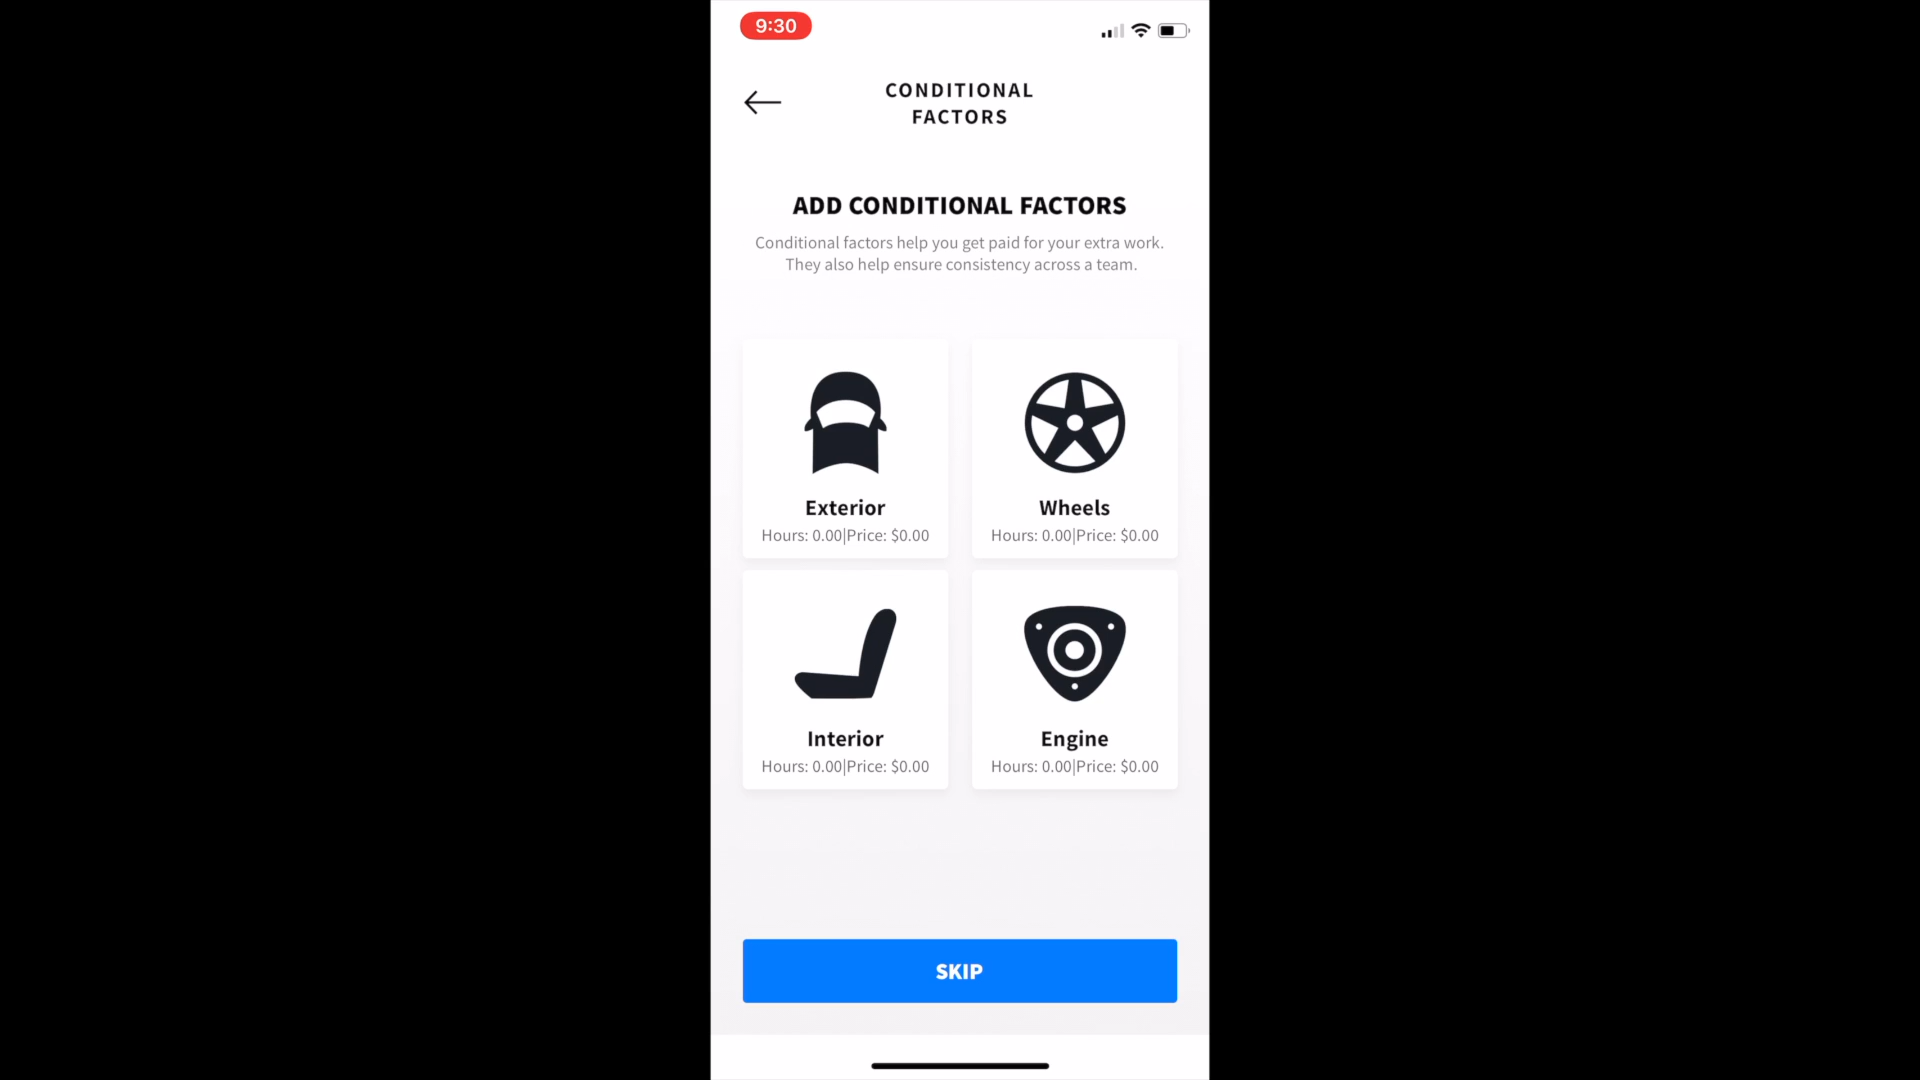 9:30
CONDITIONAL
FACTORS
ADD CONDITIONAL FACTORS
Conditional factors help you get paid for your extra work.
They also help ensure consistency across a team.
Exterior
Hours: 0.00|Price: $0.00
Wheels
Hours: 0.00|Price: $0.00
Interior
Hours: 0.00|Price: $0.00
Engine
Hours: 0.00|Price: $0.00
SKIP